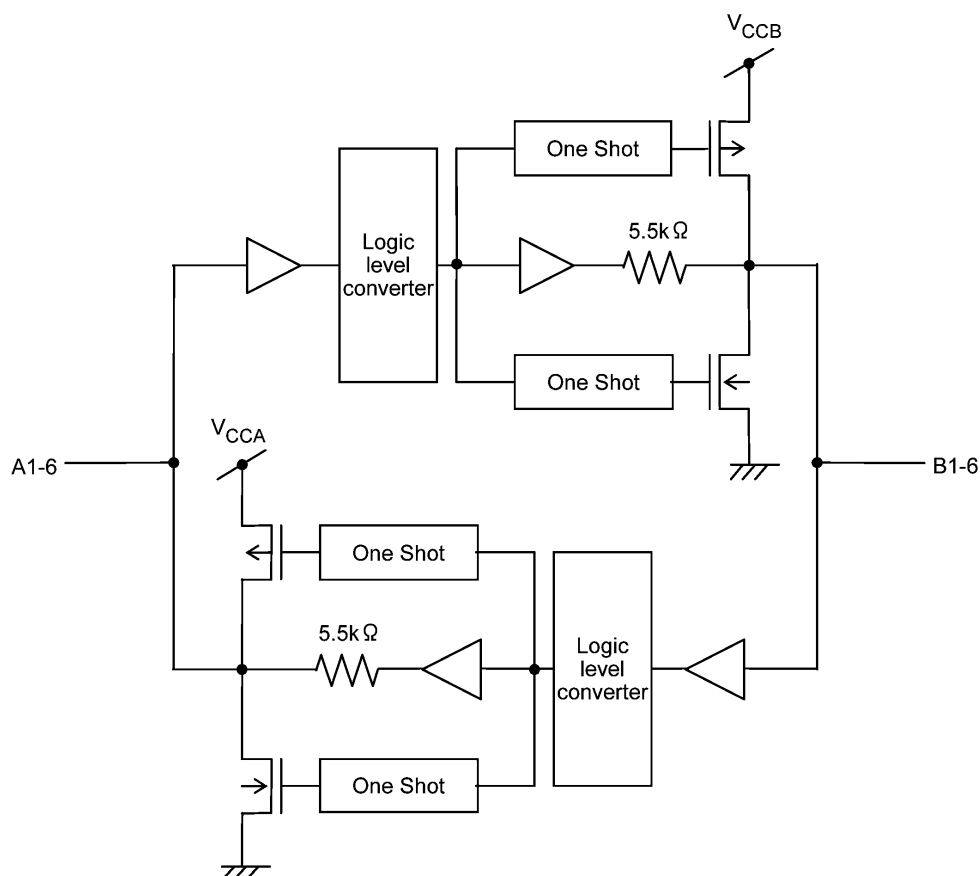 VCCB
One Shot
Logic
level
converter
5.5kΩ
One Shot
VCCA
A1-6
B1-6
One Shot
5.5kΩ
Logic
level
converter
One Shot